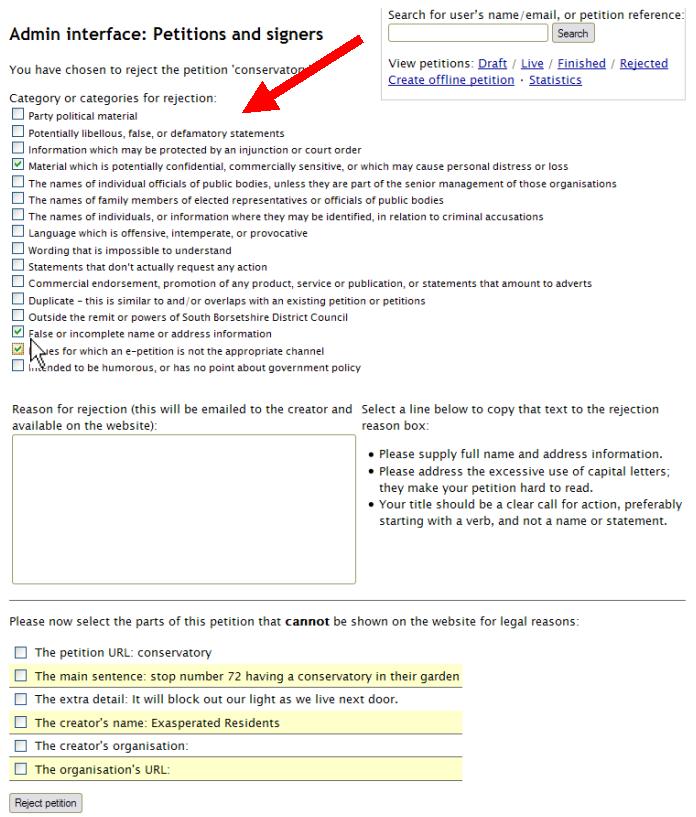 Admin interface: Petitions and signers
Search for user's name/email, or petition reference:
Search
You have chosen to reject the petition 'conservator
View petitions: Draft / Live / Finished / Rejected
Create offline petition · Statistics
Category or categories for rejection:
Party political material
Potentially libellous, false, or defamatory statements
Information which may be protected by an injunction or court order
Material which is potentially confidential, commercially sensitive, or which may cause personal distress or loss
The names of individual officials of public bodies, unless they are part of the senior management of those organisations
The names of family members of elected representatives or officials of public bodies
The names of individuals, or information where they may be identified, in relation to criminal accusations
Language which is offensive, intemperate, or provocative
Wording that is impossible to understand
Statements that don't actually request any action
Commercial endorsement, promotion of any product, service or publication, or statements that amount to adverts
Duplicate - this is similar to and/or overlaps with an existing petition or petitions
Outside the remit or powers of South Borsetshire District Council
False or incomplete name or address information
for which an e-petition is not the appropriate channel
to be humorous, or has no point about government policy
Reason for rejection (this will be emailed to the creator and
available on the website):
Select a line below to copy that text to the rejection
reason box:
• Please supply full name and address information.
• Please address the excessive use of capital letters;
they make your petition hard to read.
• Your title should be a clear call for action, preferably
starting with a verb, and not a name or statement.
Please now select the parts of this petition that cannot be shown on the website for legal reasons:
The petition URL: conservatory
The main sentence: stop number 72 having a conservatory in their garden
The extra detail: It will block out our light as we live next door.
The creator's name: Exasperated Residents
The creator's organisation:
The organisation's URL:
Reject petition